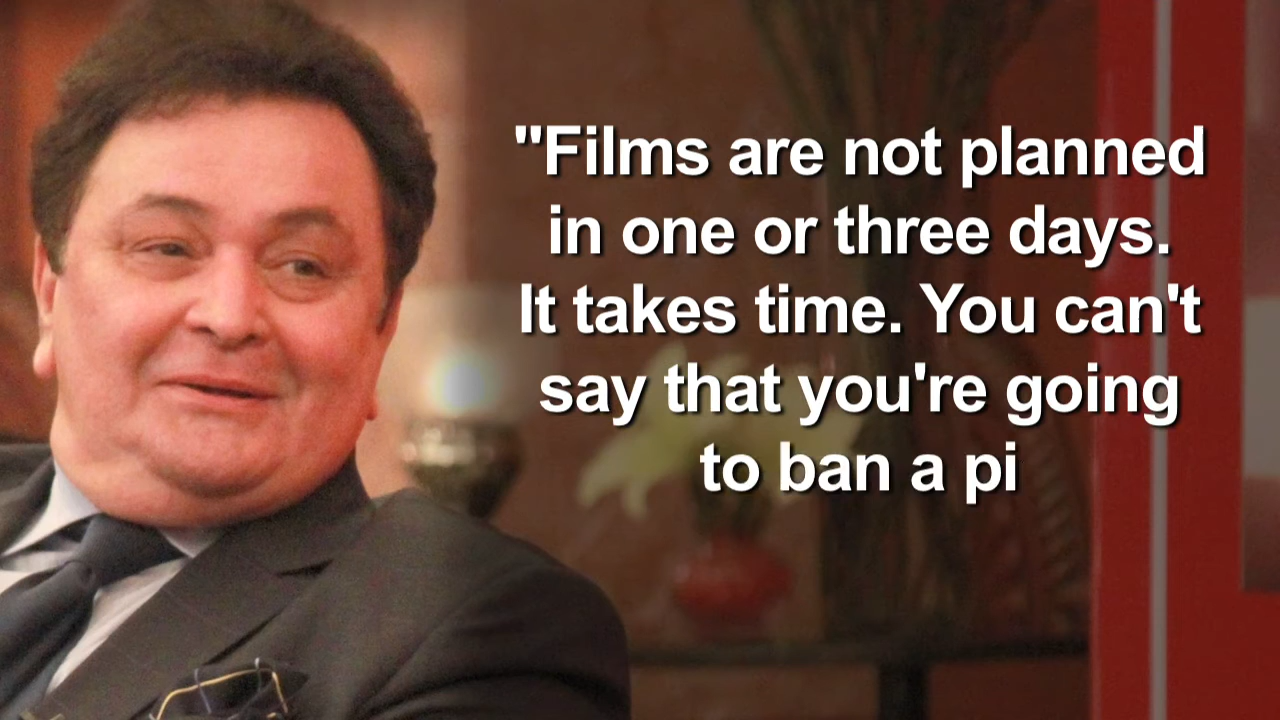 "Films are not planned
in one or three days.
It takes time. You can't
say that you're going
to ban a pi